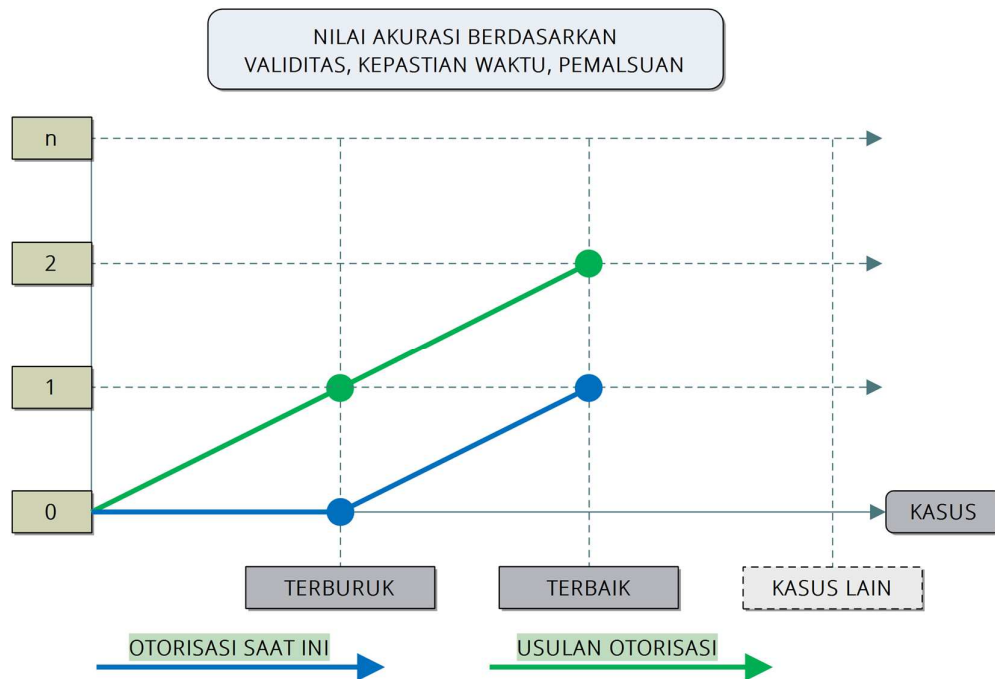 NILAI AKURASI BERDASARKAN
VALIDITAS, KEPASTIAN WAKTU, PEMALSUAN
n
2
1
0
KASUS
TERBURUK
TERBAIK
KASUS LAIN
OTORISASI SAAT INI
USULAN OTORISASI